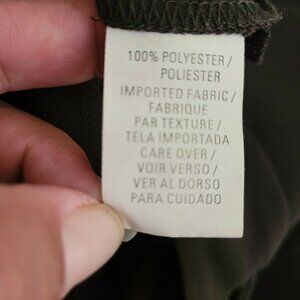 100% POLYESTER /
POLIESTER
IMPORTED FABRIC /
FABRIQUE
PAR TEXTURE /
TELA IMPORTADA
CARE OVER /
VOIR VERSO /
VER AL DORSO
PARA CUIDADO